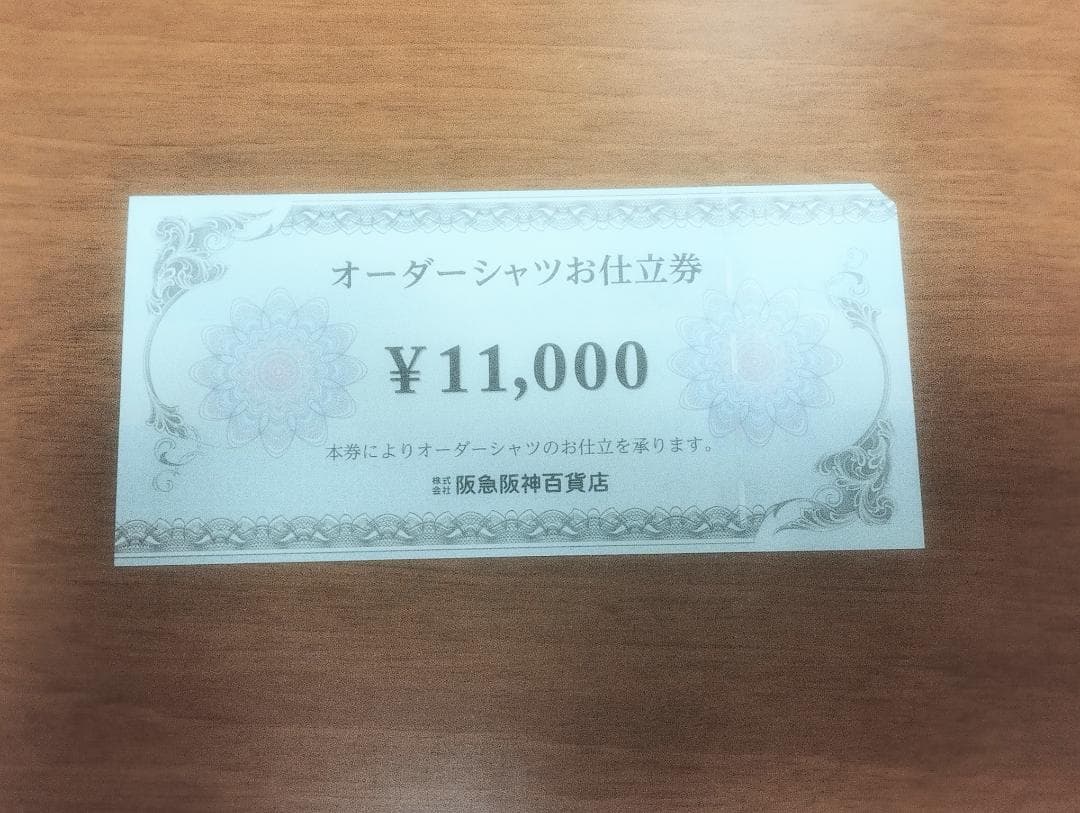 オーダーシャツお仕立券
¥11,000
本券によりオーダーシャツのお仕立を承ります。
株式会社 阪急阪神百貨店